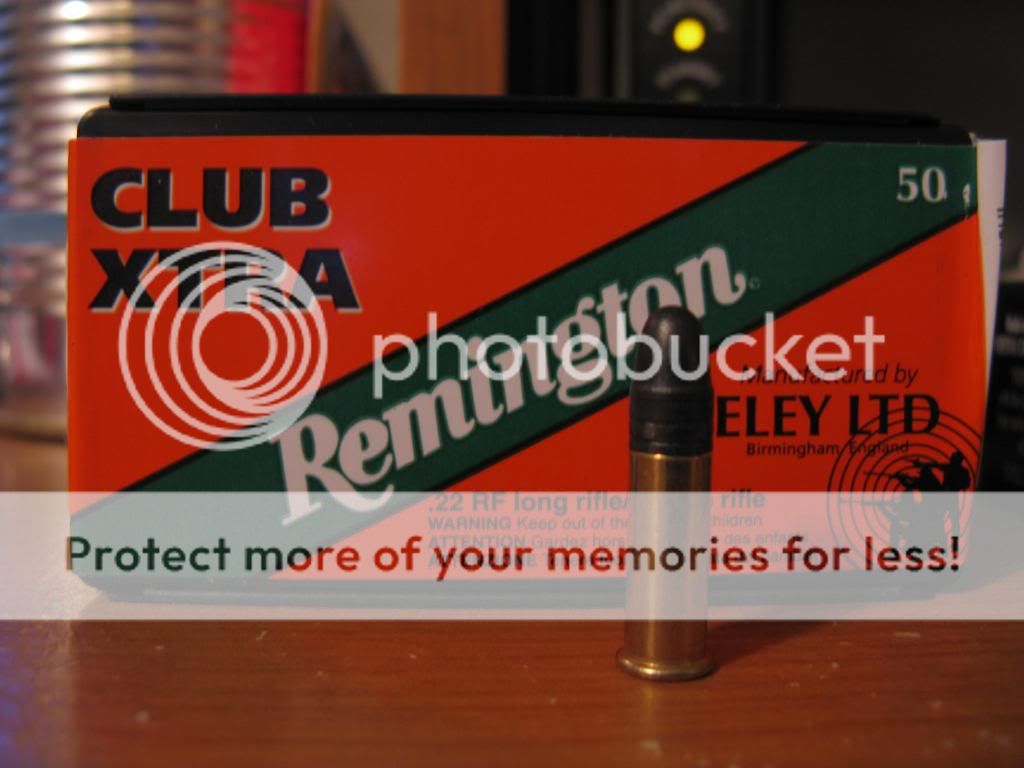 CLUB
XTRA
50
Remington
photobucket
Manufactured by
ELEY LTD
Birmingham England
.22 RF long rifle/ rifle
WARNING Keep out of the children
ATTENTION Gardez hors des enfants
Protect more of your memories for less!